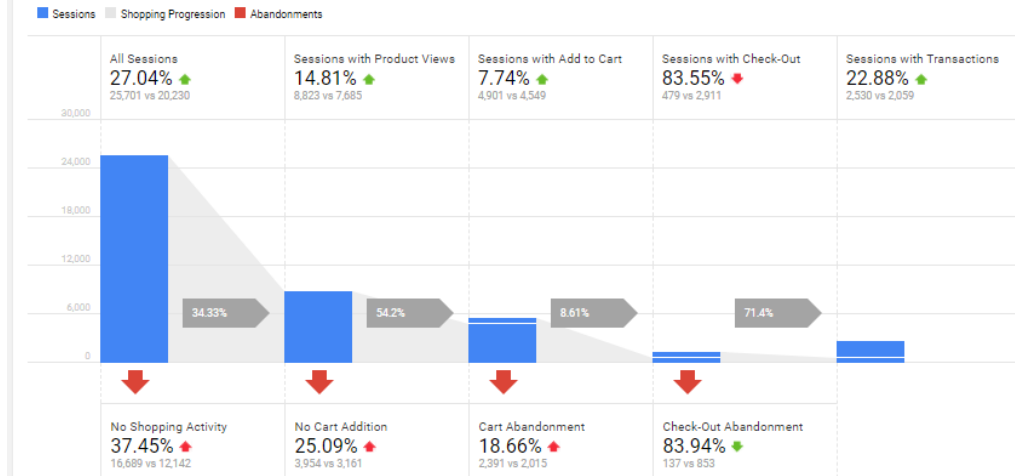 Sessions Shopping Progression Abandonments
All Sessions Sessions with Product Views Sessions with Add to Cart Sessions with Check-Out Sessions with Transactions
27.04% 14.81% 7.74% 83.55% 22.88%
25,701 vs 20,230 8,823 vs 7,685 4,901 vs 4,549 479 vs 2,911 2,530 vs 2,059
30,000
24,000
18,000
12,000
6,000
34.33% 54.2% 8.61% 71.4%
0
No Shopping Activity No Cart Addition Cart Abandonment Check-Out Abandonment
37.45% 25.09% 18.66% 83.94%
16,689 vs 12,142 3,954 vs 3,161 2,391 vs 2,015 137 vs 853